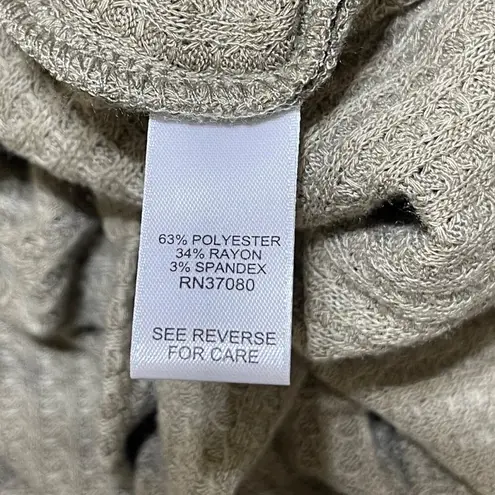 63% POLYESTER
34% RAYON
3% SPANDEX
RN37080
SEE REVERSE
FOR CARE